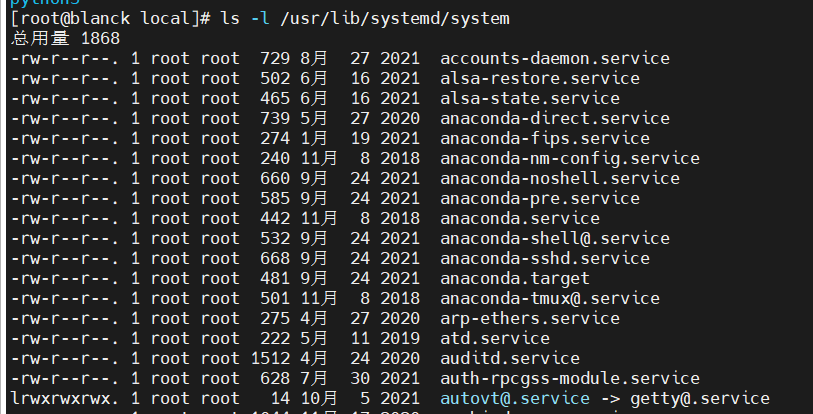 python3
[root@blanck local]# ls -l /usr/lib/systemd/system
总用量 1868
-rw-r--r--. 1 root root  729 8月  27 2021  accounts-daemon.service
-rw-r--r--. 1 root root  502 6月  16 2021  alsa-restore.service
-rw-r--r--. 1 root root  465 6月  16 2021  alsa-state.service
-rw-r--r--. 1 root root  739 5月  27 2020  anaconda-direct.service
-rw-r--r--. 1 root root  274 1月  19 2021  anaconda-fips.service
-rw-r--r--. 1 root root  240 11月  8 2018  anaconda-nm-config.service
-rw-r--r--. 1 root root  660 9月  24 2021  anaconda-noshell.service
-rw-r--r--. 1 root root  585 9月  24 2021  anaconda-pre.service
-rw-r--r--. 1 root root  442 11月  8 2018  anaconda.service
-rw-r--r--. 1 root root  532 9月  24 2021  anaconda-shell@.service
-rw-r--r--. 1 root root  668 9月  24 2021  anaconda-sshd.service
-rw-r--r--. 1 root root  481 9月  24 2021  anaconda.target
-rw-r--r--. 1 root root  501 11月  8 2018  anaconda-tmux@.service
-rw-r--r--. 1 root root  275 4月  27 2020  arp-ethers.service
-rw-r--r--. 1 root root  222 5月  11 2019  atd.service
-rw-r--r--. 1 root root 1512 4月  24 2020  auditd.service
-rw-r--r--. 1 root root  628 7月  30 2021  auth-rpcgss-module.service
lrwxrwxrwx. 1 root root   14 10月  5 2021  autovt@.service -> getty@.service